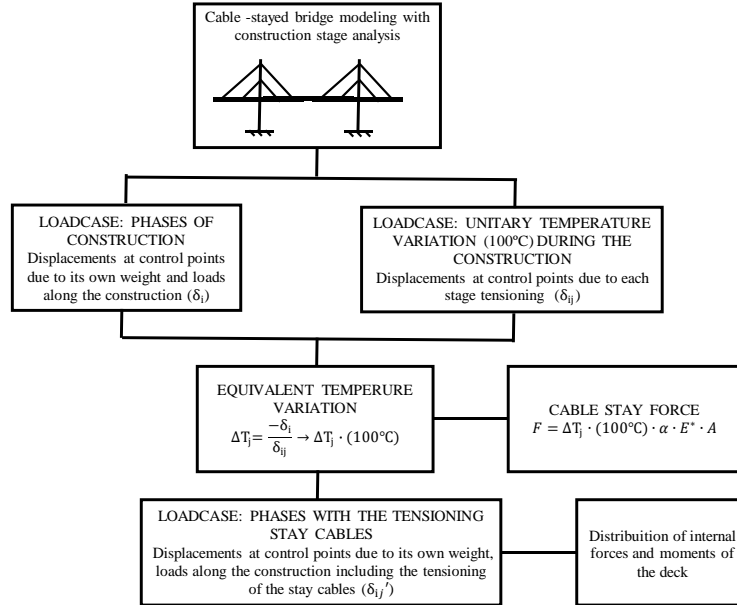 Cable -stayed bridge modeling with
construction stage analysis
LOADCASE: PHASES OF
CONSTRUCTION
Displacements at control points
due to its own weight and loads
along the construction (δᵢ)
LOADCASE: UNITARY TEMPERATURE
VARIATION (100ºC) DURING THE
CONSTRUCTION
Displacements at control points due to each
stage tensioning (δᵢⱼ)
EQUIVALENT TEMPERURE
VARIATION
ΔTⱼ= −δᵢ/δᵢⱼ → ΔTⱼ · (100℃)
CABLE STAY FORCE
F = ΔTⱼ · (100℃) · α · E* · A
LOADCASE: PHASES WITH THE TENSIONING
STAY CABLES
Displacements at control points due to its own weight,
loads along the construction including the tensioning
of the stay cables (δᵢⱼ′)
Distribuition of internal
forces and moments of
the deck